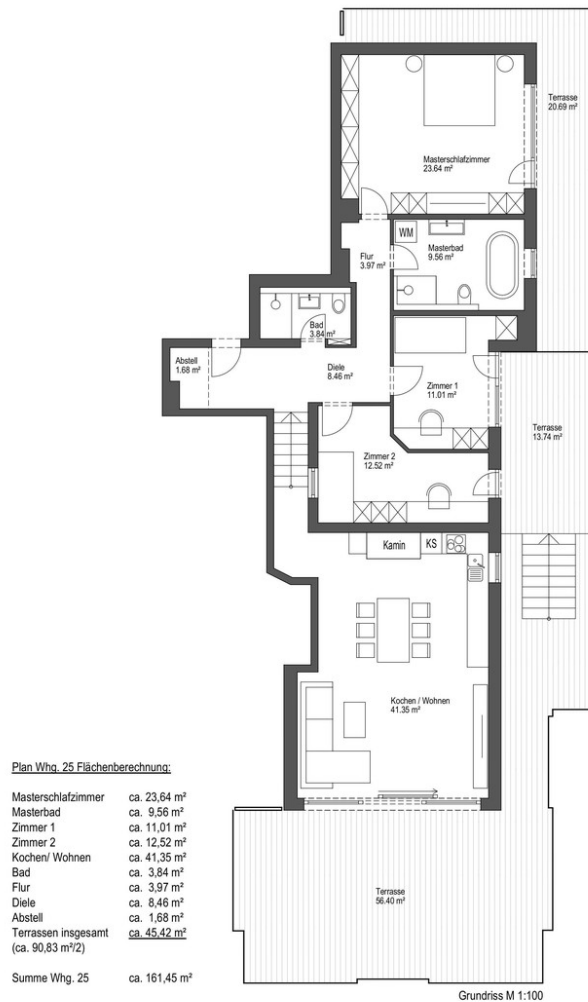 Terrasse
20.69 m²
Masterschlafzimmer
23.64 m²
WM
Masterbad
9.56 m²
Flur
3.97 m²
Bad
3.84 m²
Abstell
1.68 m²
Diele
8.46 m²
Zimmer 1
11.01 m²
Terrasse
13.74 m²
Zimmer 2
12.52 m²
Kamin
KS
Kochen / Wohnen
41.35 m²
Plan Whg. 25 Flächenberechnung:
Masterschlafzimmer ca. 23,64 m²
Masterbad ca. 9,56 m²
Zimmer 1 ca. 11,01 m²
Zimmer 2 ca. 12,52 m²
Kochen/ Wohnen ca. 41,35 m²
Bad ca. 3,84 m²
Flur ca. 3,97 m²
Diele ca. 8,46 m²
Abstell ca. 1,68 m²
Terrassen insgesamt ca. 45,42 m²
(ca. 90,83 m²/2)
Summe Whg. 25 ca. 161,45 m²
Terrasse
56.40 m²
Grundriss M 1:100